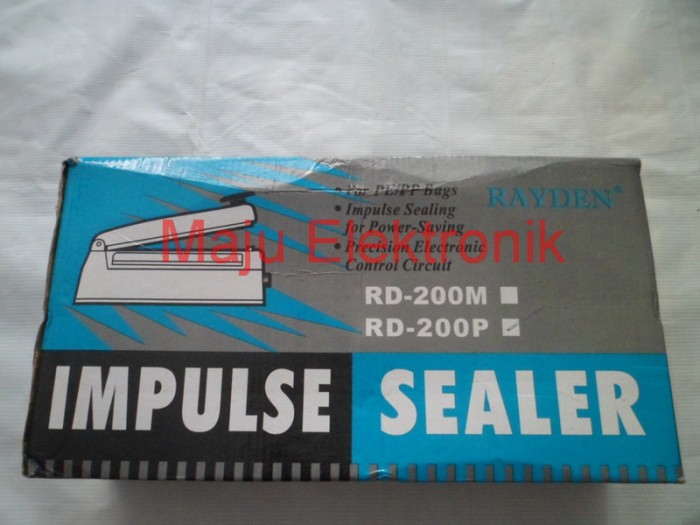 • For PE/PP Bags
RAYDEN®
• Impulse Sealing
for Power-Saving
• Precision Electronic
Control Circuit
Maju Elektronik
RD-200M
RD-200P
IMPULSE SEALER